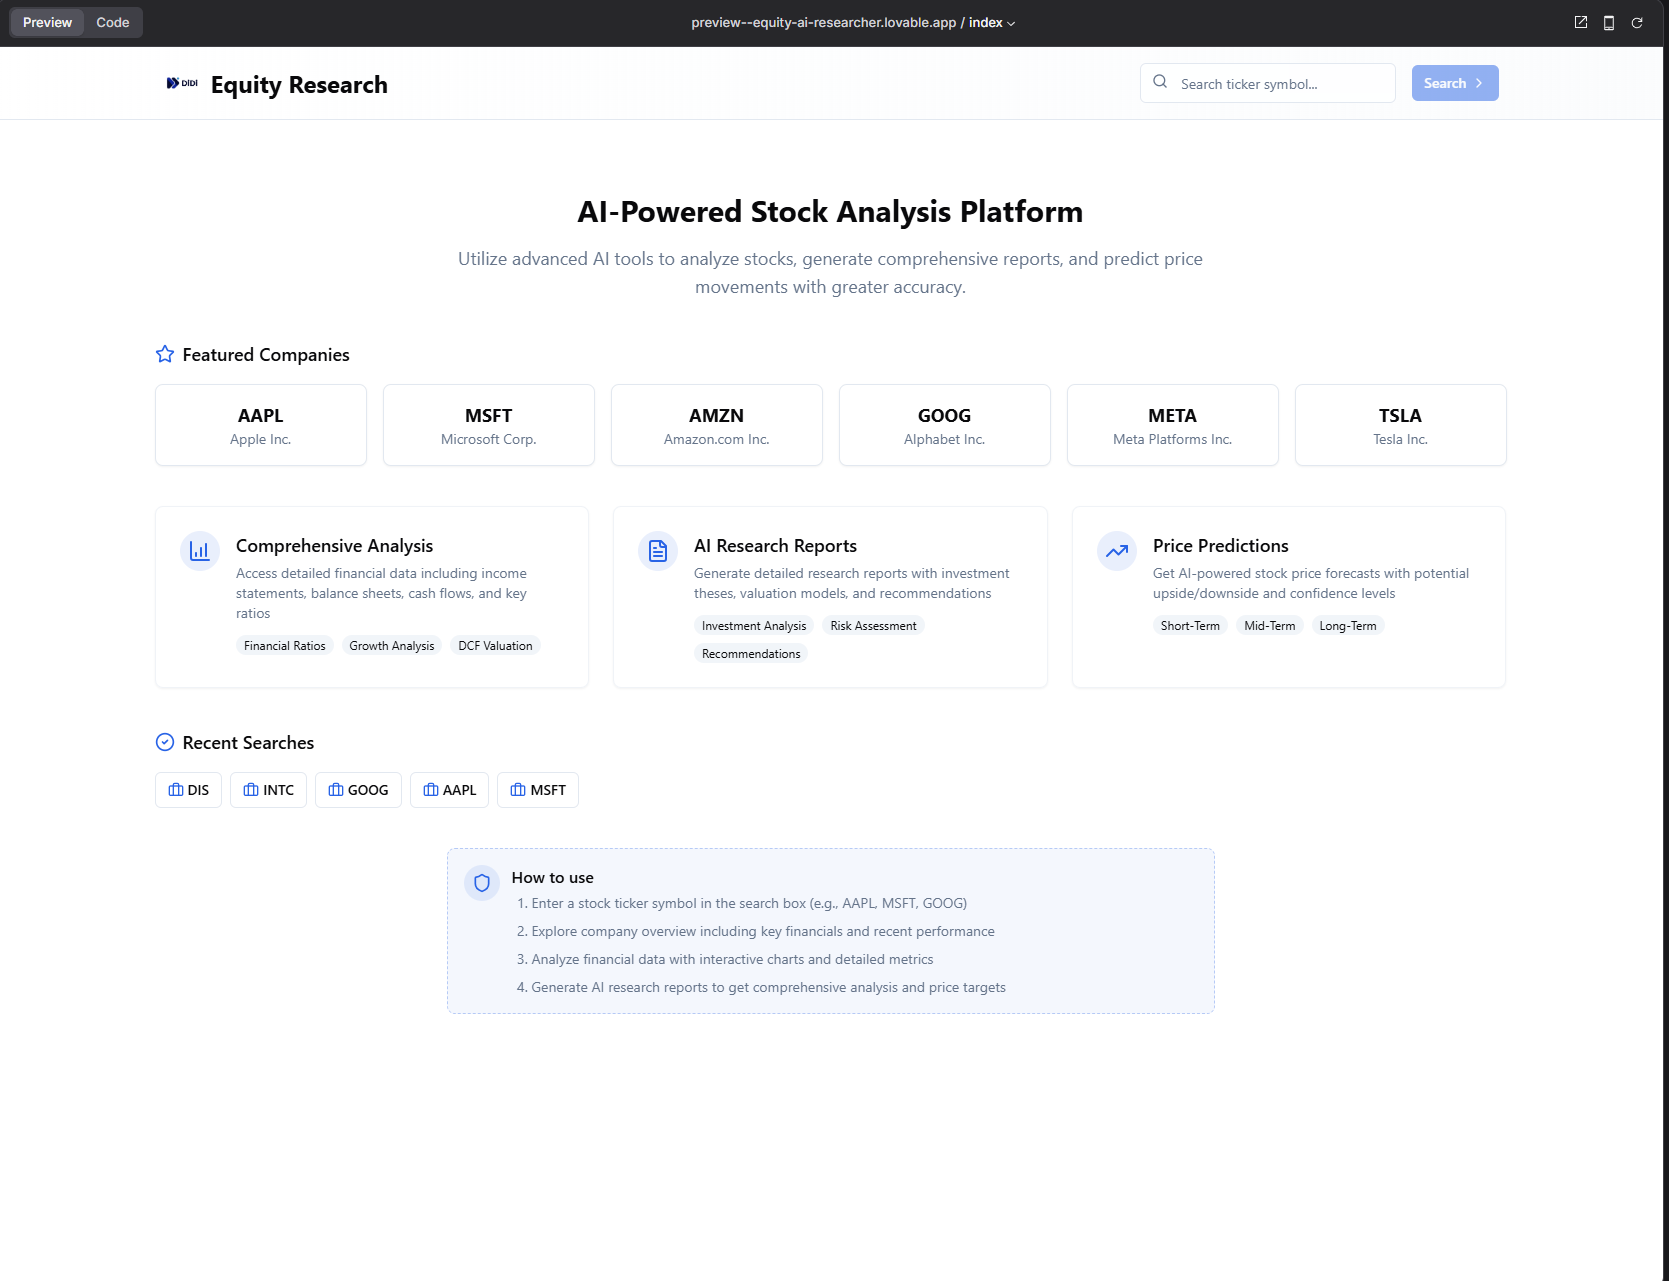 Preview Code
preview--equity-ai-researcher.lovable.app / index
DIDI
Equity Research
Search ticker symbol...
Search
AI-Powered Stock Analysis Platform
Utilize advanced AI tools to analyze stocks, generate comprehensive reports, and predict price
movements with greater accuracy.
Featured Companies
AAPL
Apple Inc.
MSFT
Microsoft Corp.
AMZN
Amazon.com Inc.
GOOG
Alphabet Inc.
META
Meta Platforms Inc.
TSLA
Tesla Inc.
Comprehensive Analysis
Access detailed financial data including income
statements, balance sheets, cash flows, and key
ratios
Financial Ratios Growth Analysis DCF Valuation
AI Research Reports
Generate detailed research reports with investment
theses, valuation models, and recommendations
Investment Analysis Risk Assessment
Recommendations
Price Predictions
Get AI-powered stock price forecasts with potential
upside/downside and confidence levels
Short-Term Mid-Term Long-Term
Recent Searches
DIS INTC GOOG AAPL MSFT
How to use
1. Enter a stock ticker symbol in the search box (e.g., AAPL, MSFT, GOOG)
2. Explore company overview including key financials and recent performance
3. Analyze financial data with interactive charts and detailed metrics
4. Generate AI research reports to get comprehensive analysis and price targets